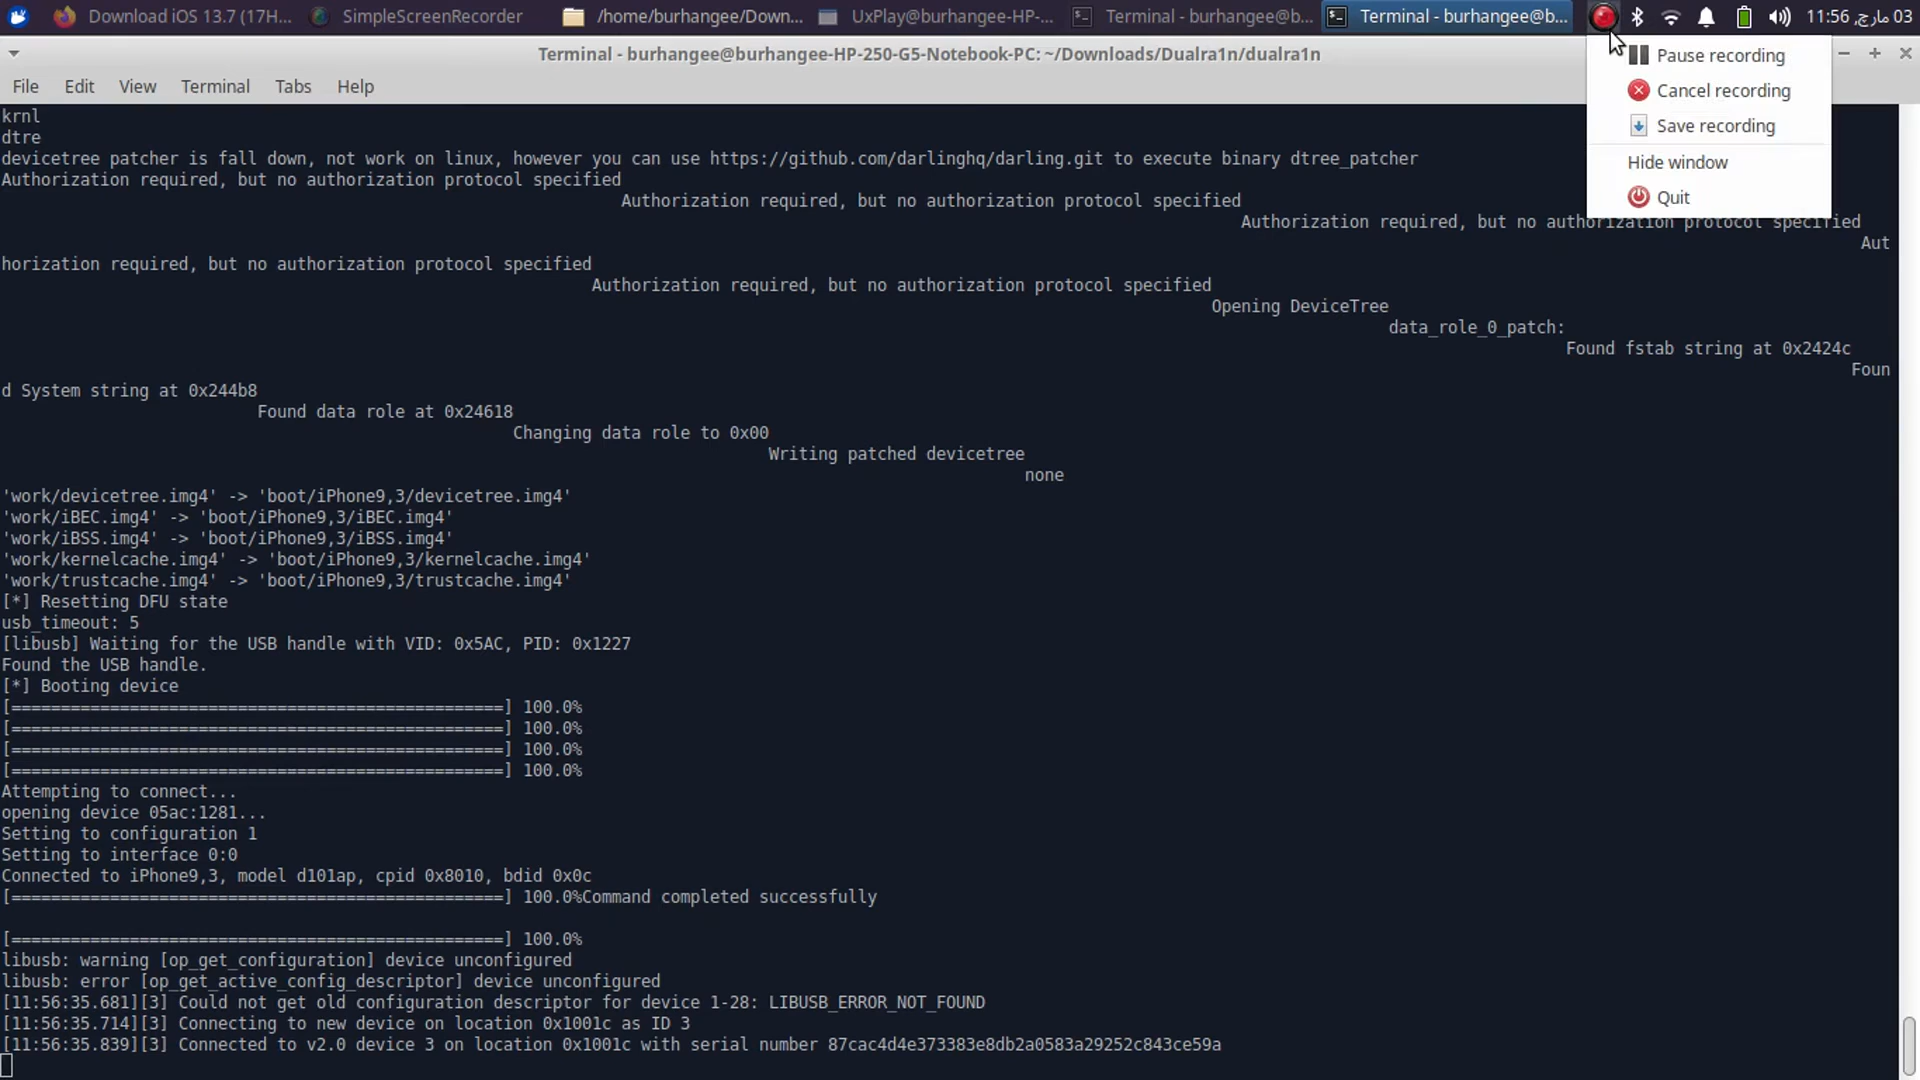 Download iOS 13.7 (17H...
SimpleScreenRecorder
/home/burhangee/Down...
UxPlay@burhangee-HP-...
Terminal - burhangee@b...
Terminal - burhangee@b...
03 مارچ, 11:56
Terminal - burhangee@burhangee-HP-250-G5-Notebook-PC: ~/Downloads/Dualra1n/dualra1n
Pause recording
Cancel recording
Save recording
Hide window
Quit
File Edit View Terminal Tabs Help
krnl
dtre
devicetree patcher is fall down, not work on linux, however you can use https://github.com/darlinghq/darling.git to execute binary dtree_patcher
Authorization required, but no authorization protocol specified
Authorization required, but no authorization protocol specified
Authorization required, but no authorization protocol specified
Aut
horization required, but no authorization protocol specified
Authorization required, but no authorization protocol specified
Opening DeviceTree
data_role_0_patch:
Found fstab string at 0x2424c
Foun
d System string at 0x244b8
Found data role at 0x24618
Changing data role to 0x00
Writing patched devicetree
none
'work/devicetree.img4' -> 'boot/iPhone9,3/devicetree.img4'
'work/iBEC.img4' -> 'boot/iPhone9,3/iBEC.img4'
'work/iBSS.img4' -> 'boot/iPhone9,3/iBSS.img4'
'work/kernelcache.img4' -> 'boot/iPhone9,3/kernelcache.img4'
'work/trustcache.img4' -> 'boot/iPhone9,3/trustcache.img4'
[*] Resetting DFU state
usb_timeout: 5
[libusb] Waiting for the USB handle with VID: 0x5AC, PID: 0x1227
Found the USB handle.
[*] Booting device
[==================================================] 100.0%
[==================================================] 100.0%
[==================================================] 100.0%
[==================================================] 100.0%
Attempting to connect...
opening device 05ac:1281...
Setting to configuration 1
Setting to interface 0:0
Connected to iPhone9,3, model d101ap, cpid 0x8010, bdid 0x0c
[==================================================] 100.0%Command completed successfully
[==================================================] 100.0%
libusb: warning [op_get_configuration] device unconfigured
libusb: error [op_get_active_config_descriptor] device unconfigured
[11:56:35.681][3] Could not get old configuration descriptor for device 1-28: LIBUSB_ERROR_NOT_FOUND
[11:56:35.714][3] Connecting to new device on location 0x1001c as ID 3
[11:56:35.839][3] Connected to v2.0 device 3 on location 0x1001c with serial number 87cac4d4e373383e8db2a0583a29252c843ce59a